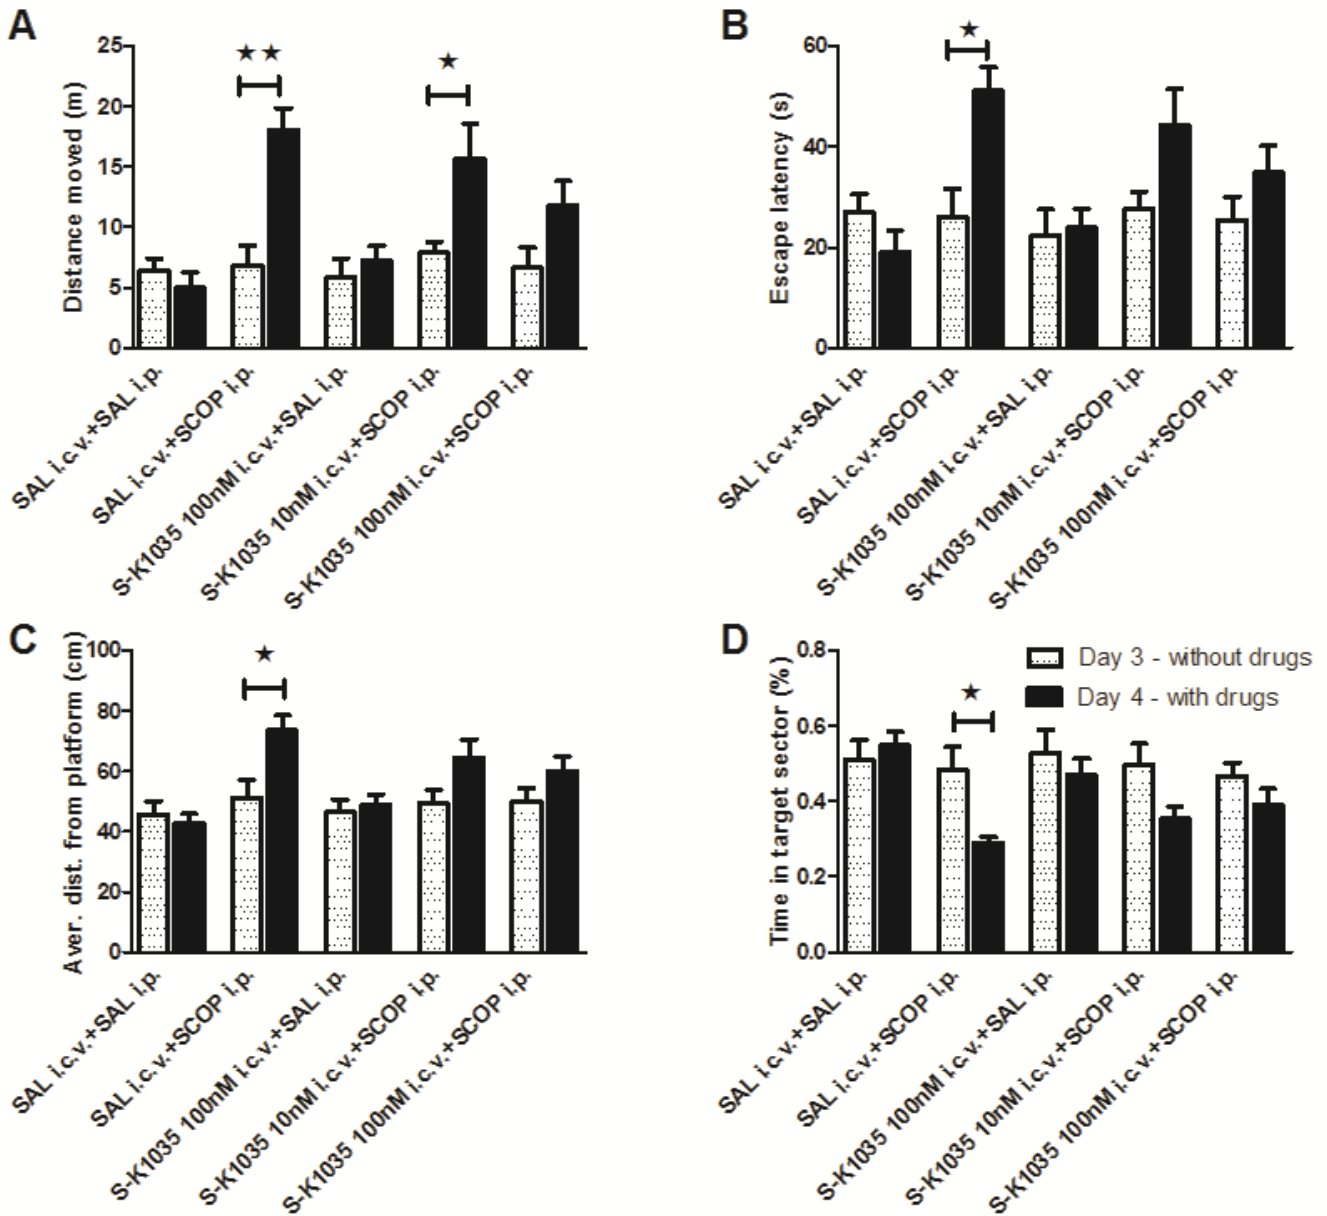 A
Distance moved (m)
25
20
15
10
5
0
★ ★
★
SAL i.c.v.+SAL i.p.
SAL i.c.v.+SCOP i.p.
S-K1035 100nM i.c.v.+SAL i.p.
S-K1035 10nM i.c.v.+SCOP i.p.
S-K1035 100nM i.c.v.+SCOP i.p.
B
Escape latency (s)
60
40
20
0
★
SAL i.c.v.+SAL i.p.
SAL i.c.v.+SCOP i.p.
S-K1035 100nM i.c.v.+SAL i.p.
S-K1035 10nM i.c.v.+SCOP i.p.
S-K1035 100nM i.c.v.+SCOP i.p.
C
Aver. dist. from platform (cm)
100
80
60
40
20
0
★
SAL i.c.v.+SAL i.p.
SAL i.c.v.+SCOP i.p.
S-K1035 100nM i.c.v.+SAL i.p.
S-K1035 10nM i.c.v.+SCOP i.p.
S-K1035 100nM i.c.v.+SCOP i.p.
D
Time in target sector (%)
0.8
0.6
0.4
0.2
0.0
★
Day 3 - without drugs
Day 4 - with drugs
SAL i.c.v.+SAL i.p.
SAL i.c.v.+SCOP i.p.
S-K1035 100nM i.c.v.+SAL i.p.
S-K1035 10nM i.c.v.+SCOP i.p.
S-K1035 100nM i.c.v.+SCOP i.p.